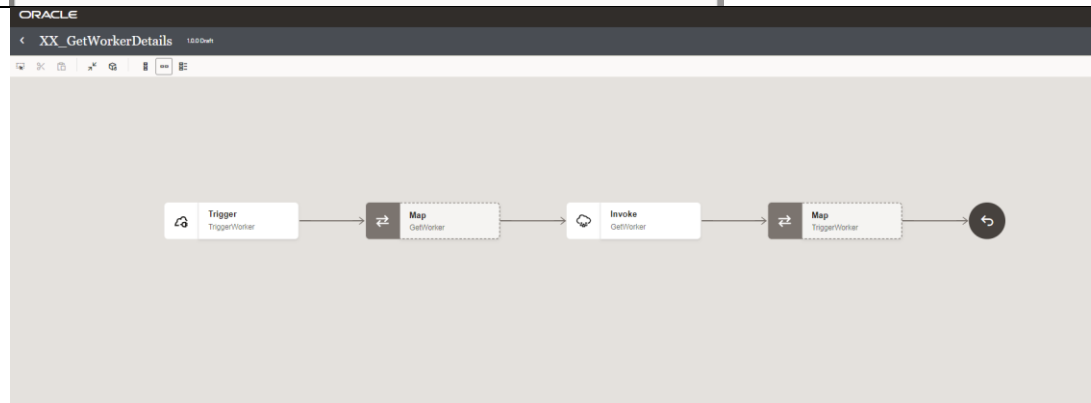 ORACLE
XX_GetWorkerDetails 1.0.0 Draft
Trigger
TriggerWorker
Map
GetWorker
Invoke
GetWorker
Map
TriggerWorker